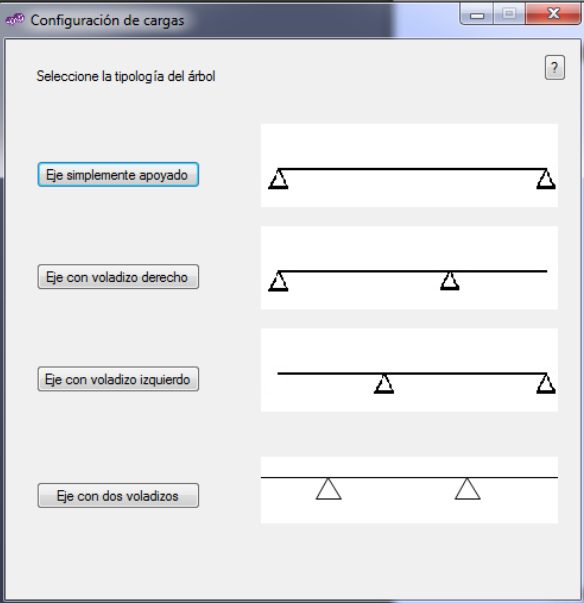 Configuración de cargas
Seleccione la tipología del árbol
?
Eje simplemente apoyado
Eje con voladizo derecho
Eje con voladizo izquierdo
Eje con dos voladizos